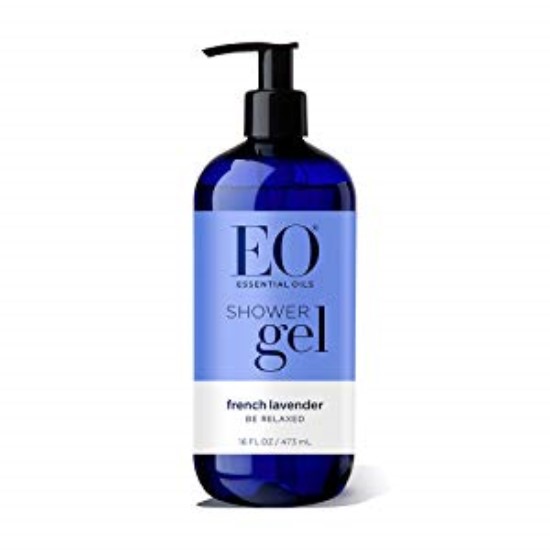 EO®
ESSENTIAL OILS
SHOWER
gel
french lavender
BE RELAXED
16 FL OZ / 473 mL